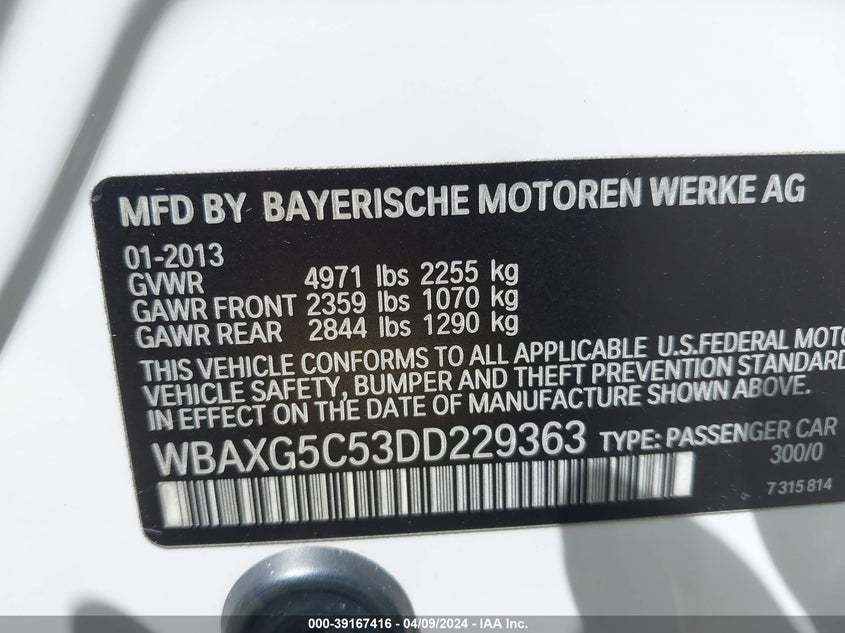 MFD BY BAYERISCHE MOTOREN WERKE AG
01-2013
GVWR 4971 lbs 2255 kg
GAWR FRONT 2359 lbs 1070 kg
GAWR REAR 2844 lbs 1290 kg
THIS VEHICLE CONFORMS TO ALL APPLICABLE U.S.FEDERAL MOTO
VEHICLE SAFETY, BUMPER AND THEFT PREVENTION STANDARD
IN EFFECT ON THE DATE OF MANUFACTURE SHOWN ABOVE.
WBAXG5C53DD229363 TYPE: PASSENGER CAR
300/0
7 315 814
000-39167416 - 04/09/2024 - IAA Inc.